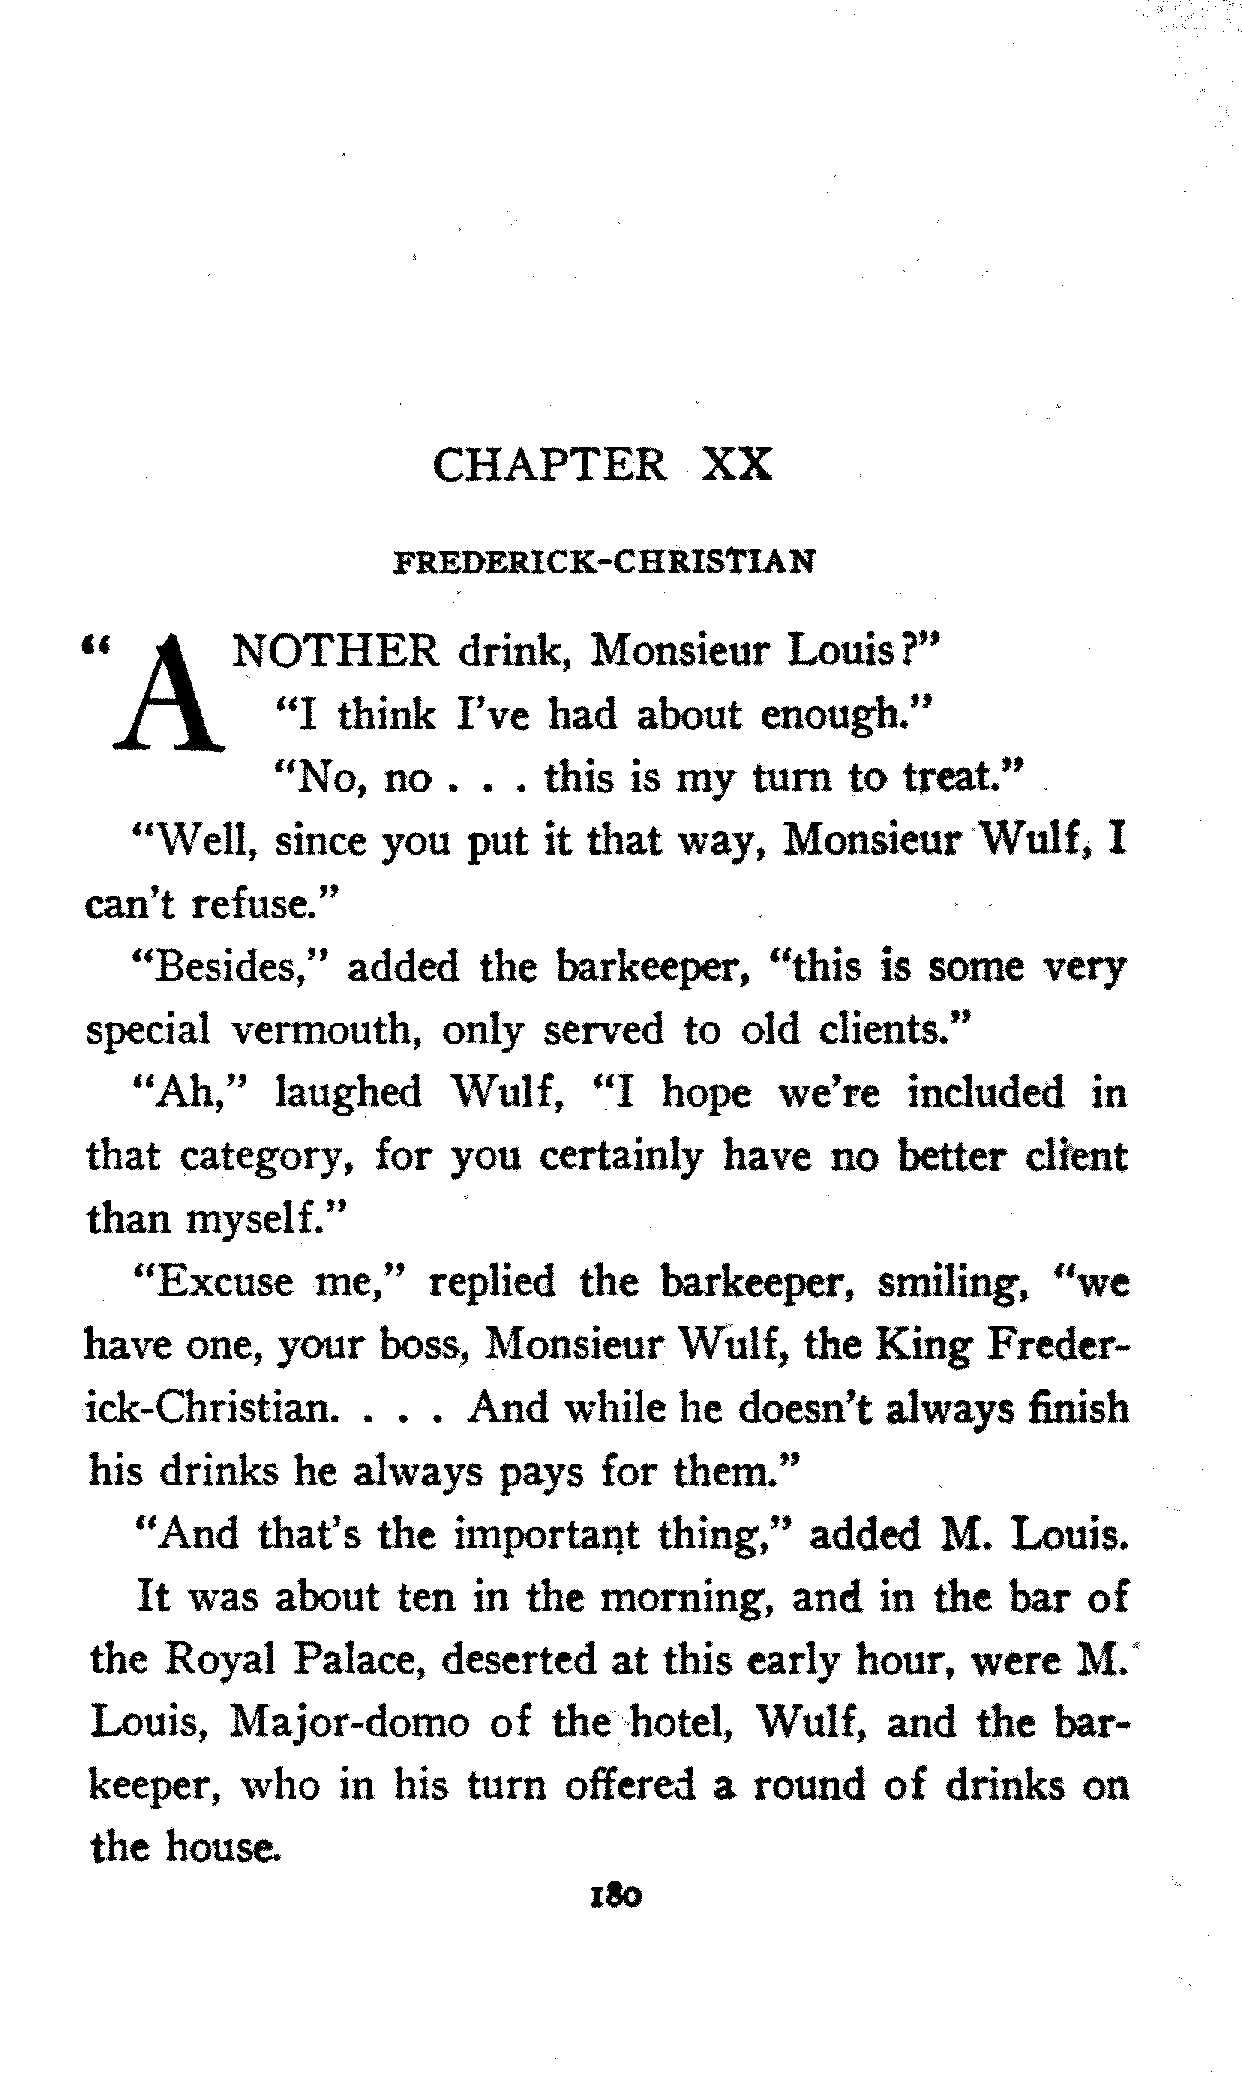 CHAPTER XX
FREDERICK-CHRISTIAN
"ANOTHER drink, Monsieur Louis?"
"I think I've had about enough."
"No, no . . . this is my turn to treat."
"Well, since you put it that way, Monsieur Wulf, I
can't refuse."
"Besides," added the barkeeper, "this is some very
special vermouth, only served to old clients."
"Ah," laughed Wulf, "I hope we're included in
that category, for you certainly have no better client
than myself."
"Excuse me," replied the barkeeper, smiling, "we
have one, your boss, Monsieur Wulf, the King Freder-
ick-Christian. . . . And while he doesn't always finish
his drinks he always pays for them."
"And that's the important thing," added M. Louis.
It was about ten in the morning, and in the bar of
the Royal Palace, deserted at this early hour, were M.
Louis, Major-domo of the hotel, Wulf, and the bar-
keeper, who in his turn offered a round of drinks on
the house.
180